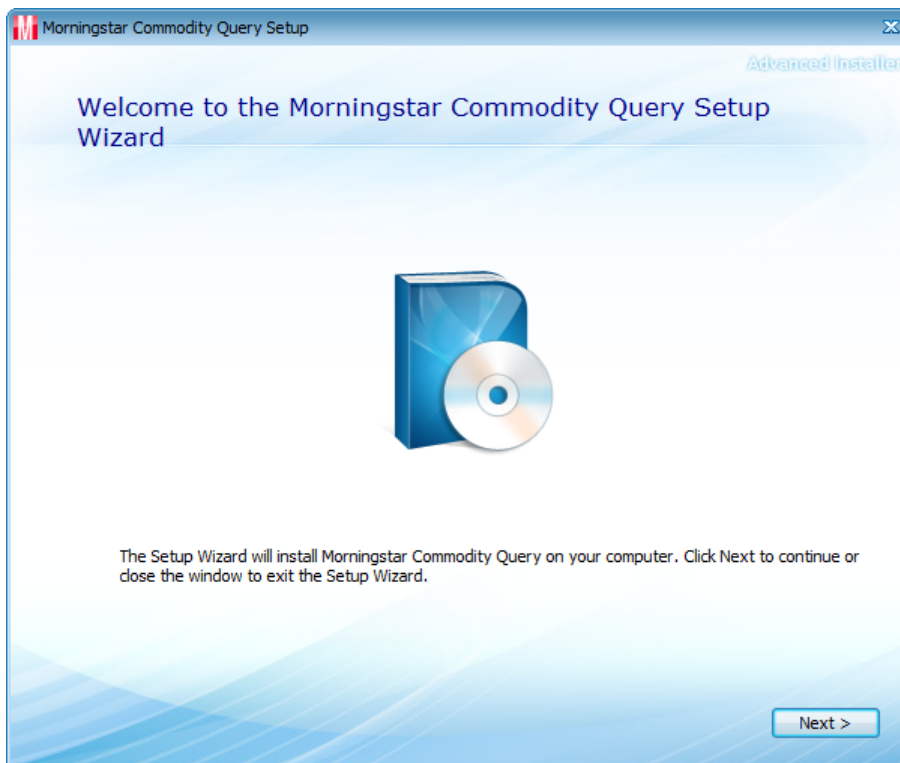 Morningstar Commodity Query Setup
Advanced Installer
Welcome to the Morningstar Commodity Query Setup
Wizard
The Setup Wizard will install Morningstar Commodity Query on your computer. Click Next to continue or
close the window to exit the Setup Wizard.
Next >